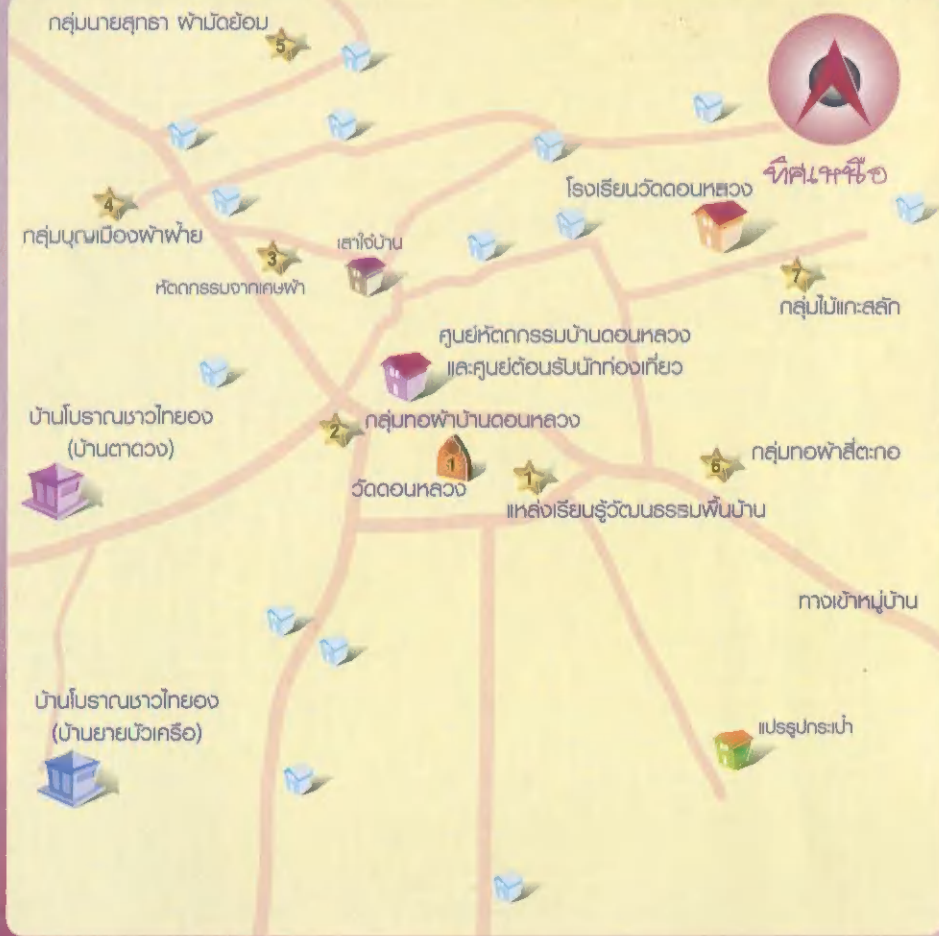 กลุ่มนายสุทธา ผ้ามัดย้อม
5
ทิศเหนือ
โรงเรียนวัดดอนหลวง
4
กลุ่มบุญเมืองผ้าฝ้าย
เสาใจ๋บ้าน
3
หัตถกรรมจากเศษผ้า
7
กลุ่มไม้แกะสลัก
ศูนย์หัตถกรรมบ้านดอนหลวง
และศูนย์ต้อนรับนักท่องเที่ยว
บ้านโบราณชาวไทยอง
(บ้านตาดวง)
2
กลุ่มทอผ้าบ้านดอนหลวง
1
วัดดอนหลวง
1
แหล่งเรียนรู้วัฒนธรรมพื้นบ้าน
6
กลุ่มทอผ้าสี่ตะกอ
ทางเข้าหมู่บ้าน
บ้านโบราณชาวไทยอง
(บ้านยายบัวเครือ)
แปรรูปกระเป๋า